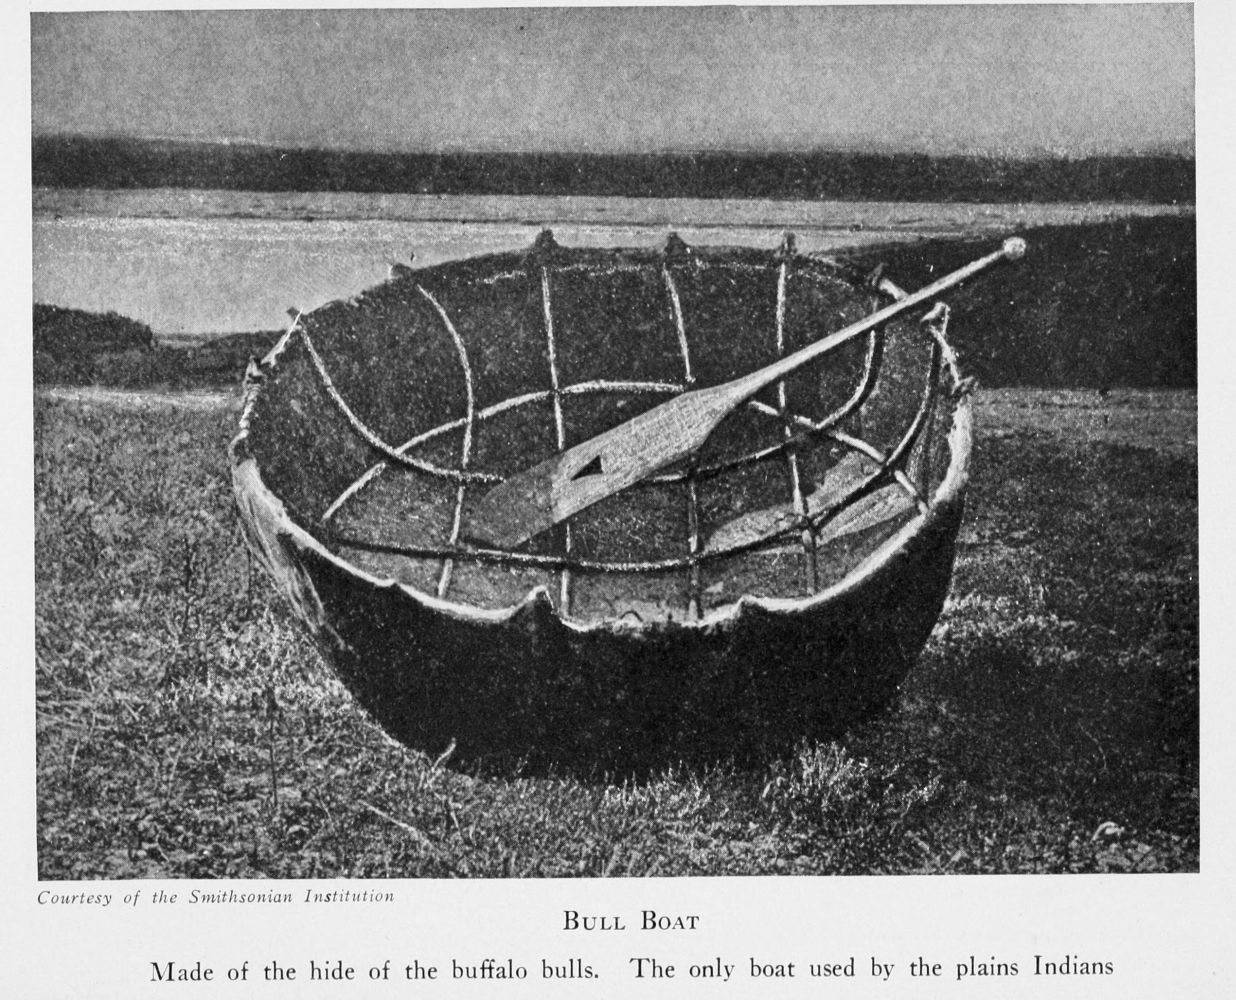 Courtesy of the Smithsonian Institution
Bull Boat
Made of the hide of the buffalo bulls. The only boat used by the plains Indians